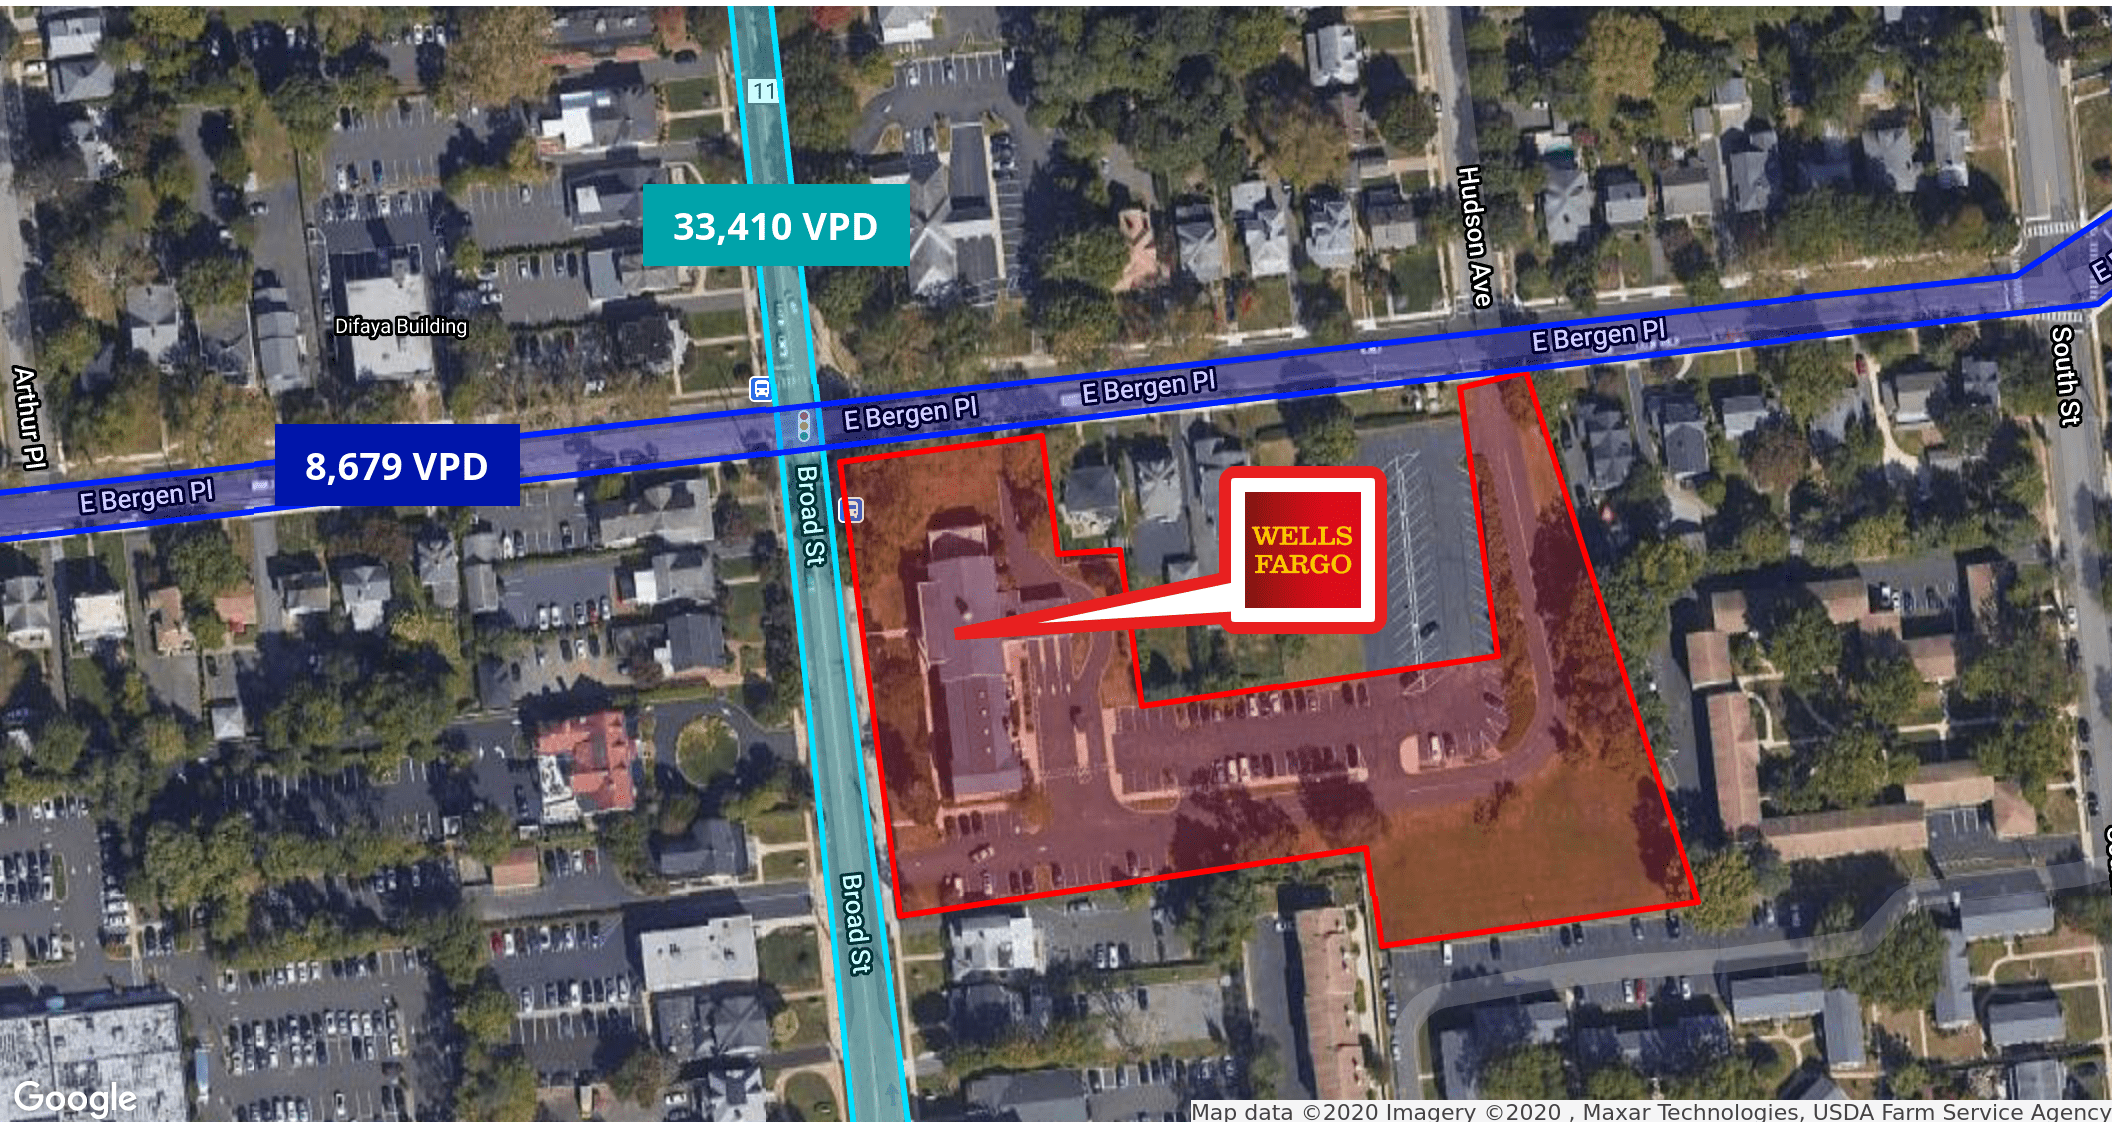 11
33,410 VPD
Hudson Ave
E Bergen Pl
Difaya Building
South St
Arthur Pl
E Bergen Pl
E Bergen Pl
8,679 VPD
E Bergen Pl
Broad St
WELLS
FARGO
Broad St
Google
Map data ©2020 Imagery ©2020 , Maxar Technologies, USDA Farm Service Agency